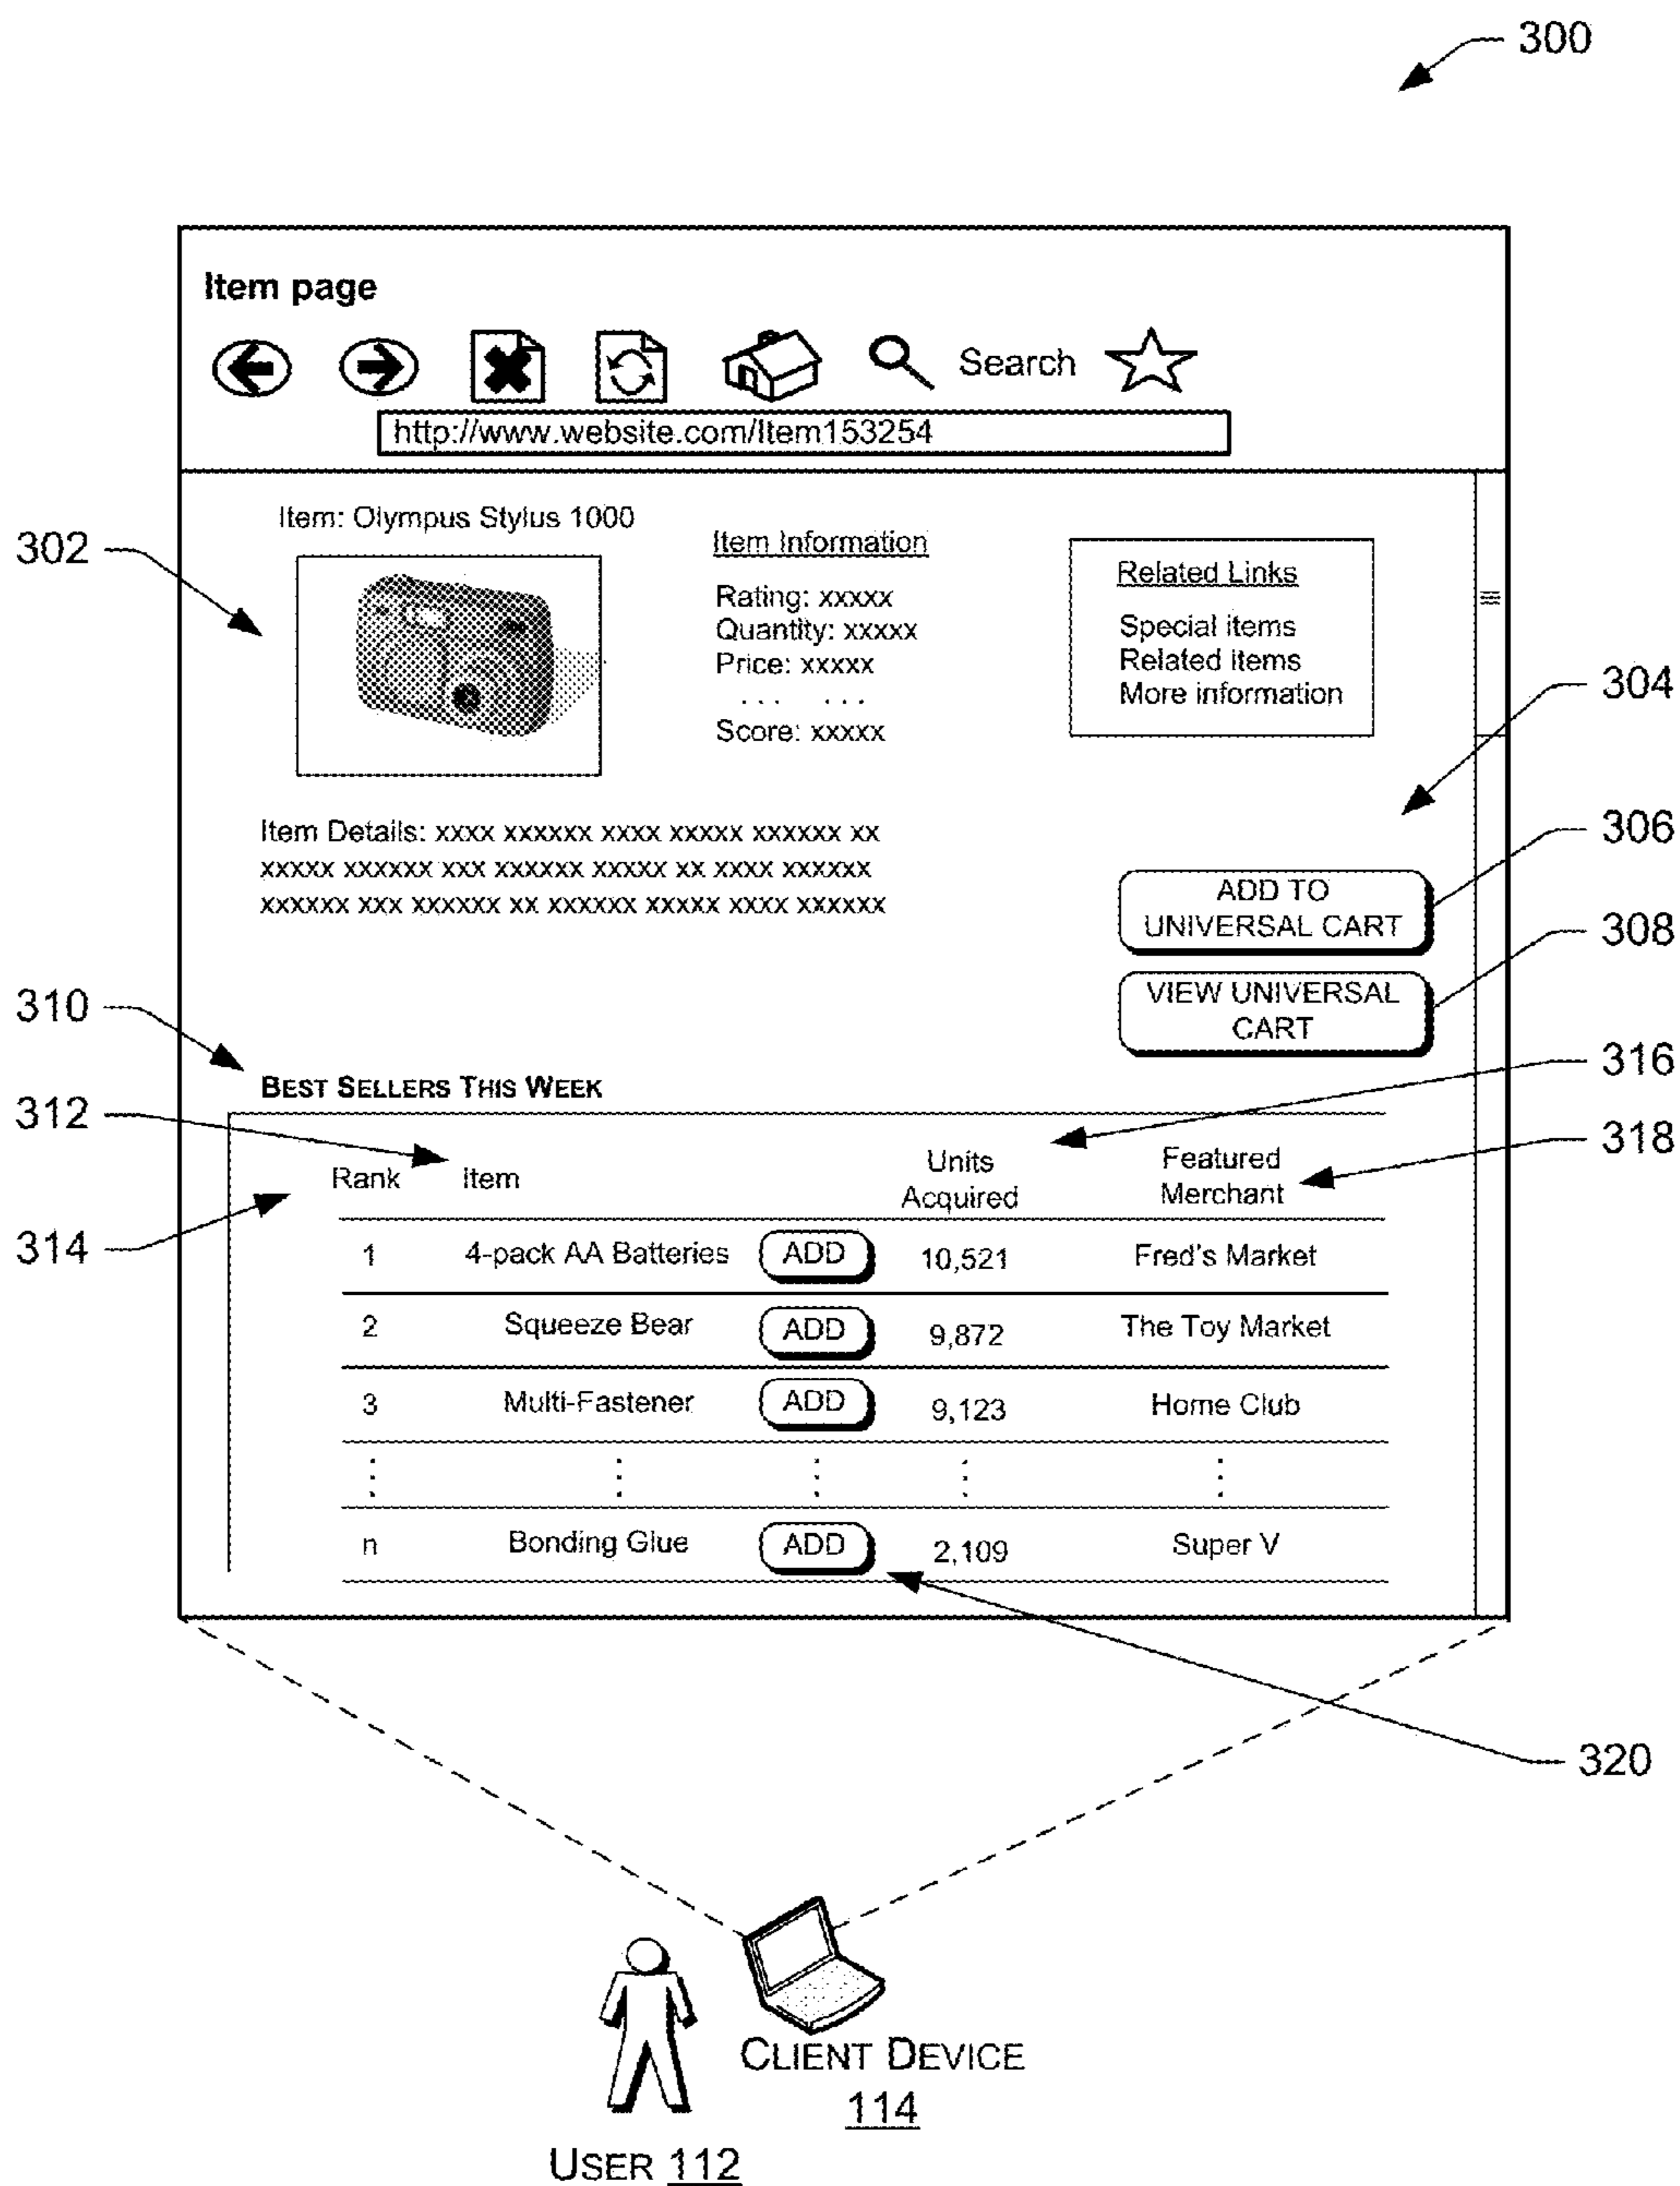 300
Item page
Search
http://www.website.com/Item153254
Item: Olympus Stylus 1000
302
Item Information
Rating: xxxxx
Quantity: xxxxx
Price: xxxxx
... ...
Score: xxxxx
Related Links
Special items
Related items
More information
304
306
308
Item Details: xxxx xxxxxx xxxx xxxxx xxxxxx xx
xxxxx xxxxxx xxx xxxxxx xxxxx xx xxxx xxxxxx
xxxxxx xxx xxxxxx xx xxxxxx xxxxx xxxx xxxxxx
ADD TO
UNIVERSAL CART
VIEW UNIVERSAL
CART
310
BEST SELLERS THIS WEEK
312
314
316
318
Rank Item Units Acquired Featured Merchant
1 4-pack AA Batteries ADD 10,521 Fred's Market
2 Squeeze Bear ADD 9,872 The Toy Market
3 Multi-Fastener ADD 9,123 Home Club
n Bonding Glue ADD 2,109 Super V
320
CLIENT DEVICE
114
USER 112